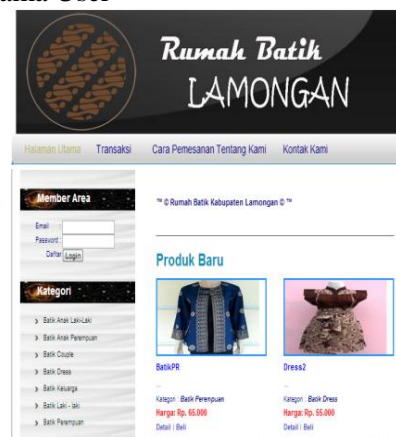 Rumah Batik
LAMONGAN
Halaman Utama Transaksi Cara Pemesanan Tentang Kami Kontak Kami
Member Area
Email :
Password :
Daftar Login
™ © Rumah Batik Kabupaten Lamongan © ™
Kategori
Batik Anak Laki-Laki
Batik Anak Perempuan
Batik Couple
Batik Dress
Batik Keluarga
Batik Laki - laki
Batik Perempuan
Produk Baru
BatikPR
...
Kategori : Batik Perempuan
Harga: Rp. 65.000
Detail | Beli
Dress2
...
Kategori : Batik Dress
Harga: Rp. 55.000
Detail | Beli